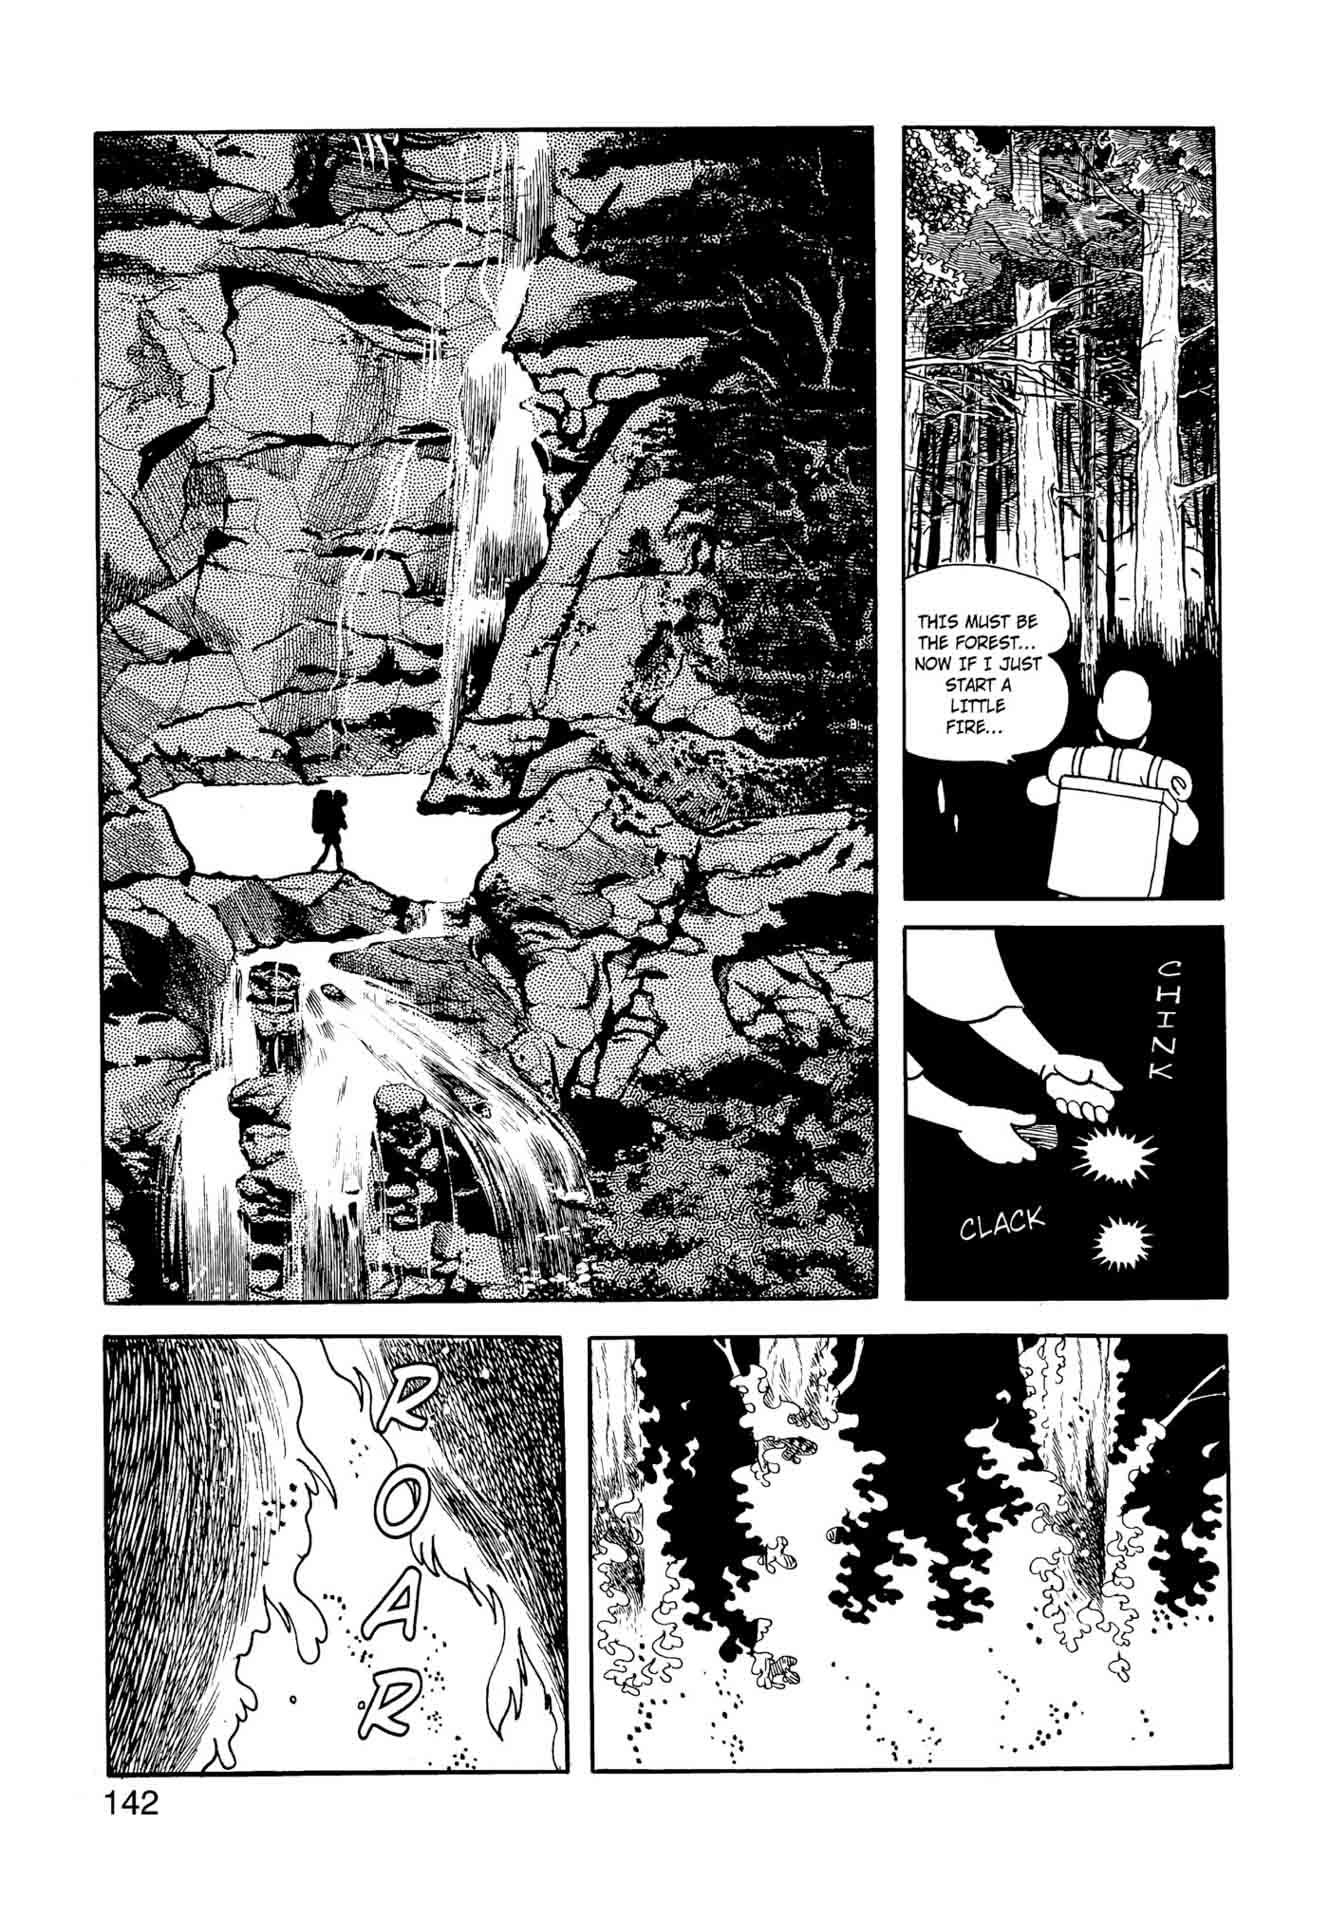 THIS MUST BE
THE FOREST...
NOW IF I JUST
START A
LITTLE
FIRE...
CHINK
CLACK
ROAR
142